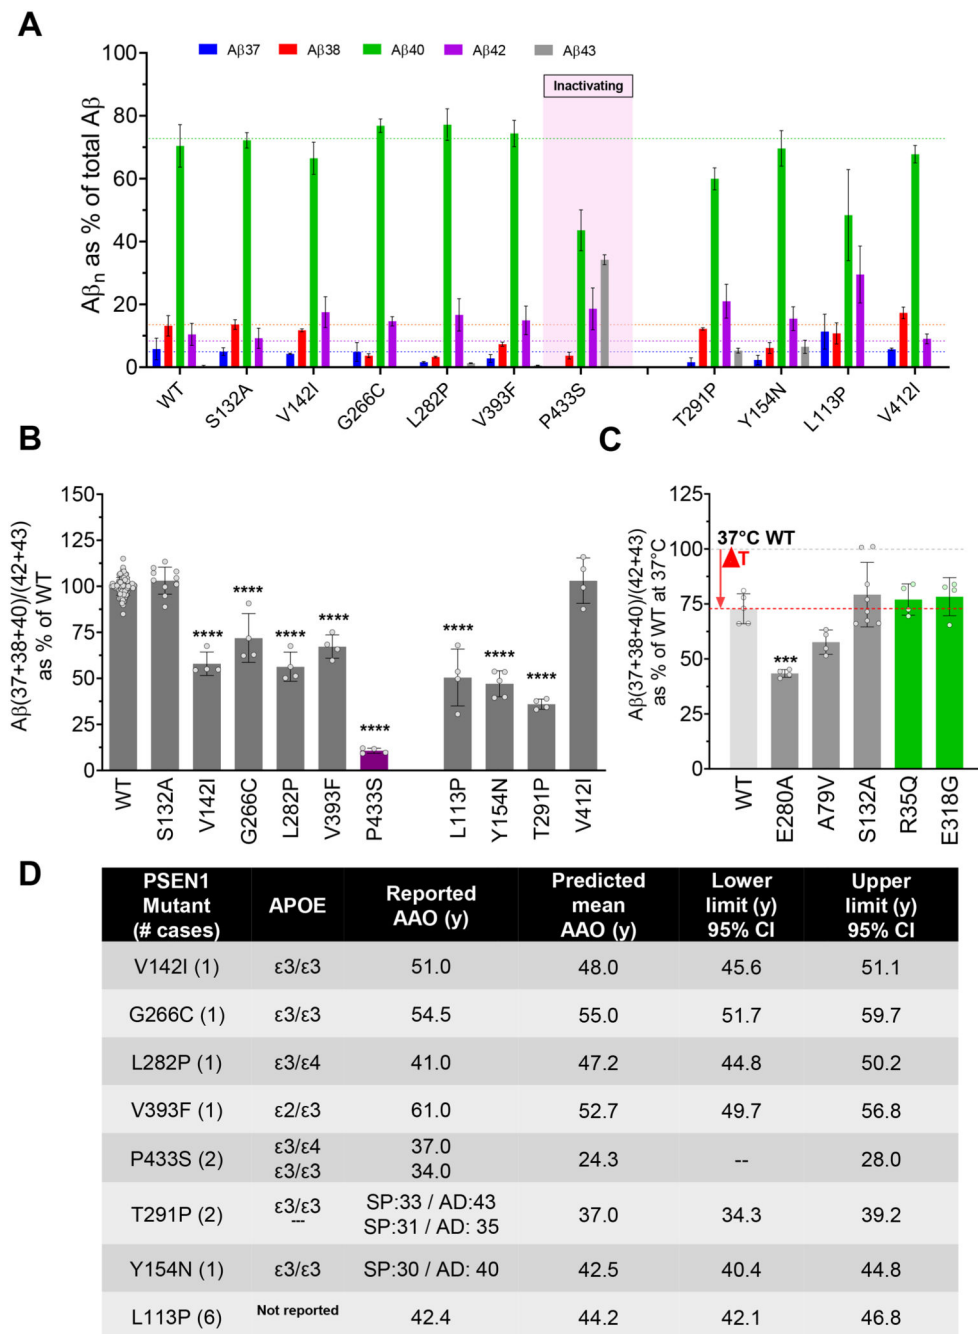 A
Aβ37 Aβ38 Aβ40 Aβ42 Aβ43
Aβn as % of total Aβ
100
80
60
40
20
0
Inactivating
WT S132A V142I G266C L282P V393F P433S T291P Y154N L113P V412I
B
Aβ(37+38+40)/(42+43)
as % of WT
150
125
100
75
50
25
0
**** **** **** **** **** **** **** ****
WT S132A V142I G266C L282P V393F P433S L113P Y154N T291P V412I
C
Aβ(37+38+40)/(42+43)
as % of WT at 37°C
125
100
75
50
25
0
37°C WT
▲T
***
WT E280A A79V S132A R35Q E318G
D
PSEN1 Mutant (# cases) APOE Reported AAO (y) Predicted mean AAO (y) Lower limit (y) 95% CI Upper limit (y) 95% CI
V142I (1) ε3/ε3 51.0 48.0 45.6 51.1
G266C (1) ε3/ε3 54.5 55.0 51.7 59.7
L282P (1) ε3/ε4 41.0 47.2 44.8 50.2
V393F (1) ε2/ε3 61.0 52.7 49.7 56.8
P433S (2) ε3/ε4 37.0 24.3 -- 28.0
ε3/ε3 34.0
T291P (2) ε3/ε3 SP:33 / AD:43 37.0 34.3 39.2
--- SP:31 / AD: 35
Y154N (1) ε3/ε3 SP:30 / AD: 40 42.5 40.4 44.8
L113P (6) Not reported 42.4 44.2 42.1 46.8